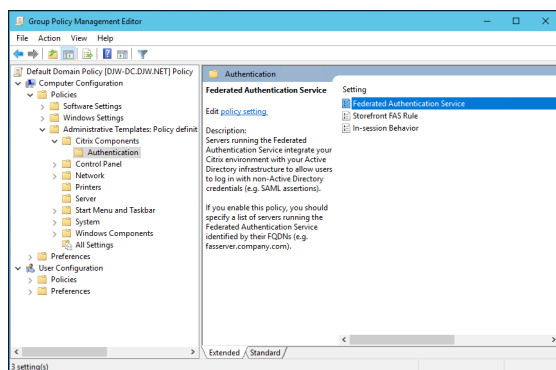 Group Policy Management Editor
File Action View Help
Default Domain Policy [DJW-DC.DJW.NET] Policy
Computer Configuration
Policies
Software Settings
Windows Settings
Administrative Templates: Policy definit
Citrix Components
Authentication
Control Panel
Network
Printers
Server
Start Menu and Taskbar
System
Windows Components
All Settings
Preferences
User Configuration
Policies
Preferences
Authentication
Federated Authentication Service
Edit policy setting
Description:
Servers running the Federated
Authentication Service integrate your
Citrix environment with your Active
Directory infrastructure to allow users
to log in with non-Active Directory
credentials (e.g. SAML assertions).
If you enable this policy, you should
specify a list of servers running the
Federated Authentication Service
identified by their FQDNs (e.g.
fasserver.company.com).
Setting
Federated Authentication Service
Storefront FAS Rule
In-session Behavior
Extended Standard
3 setting(s)